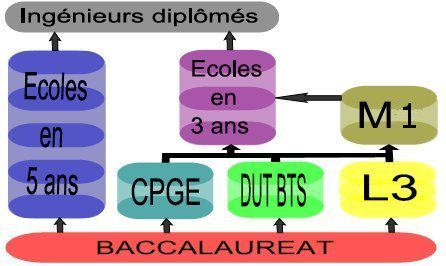 Ingénieurs diplômés
Ecoles
en
5 ans
Ecoles
en
3 ans
M1
CPGE
DUT BTS
L3
BACCALAUREAT